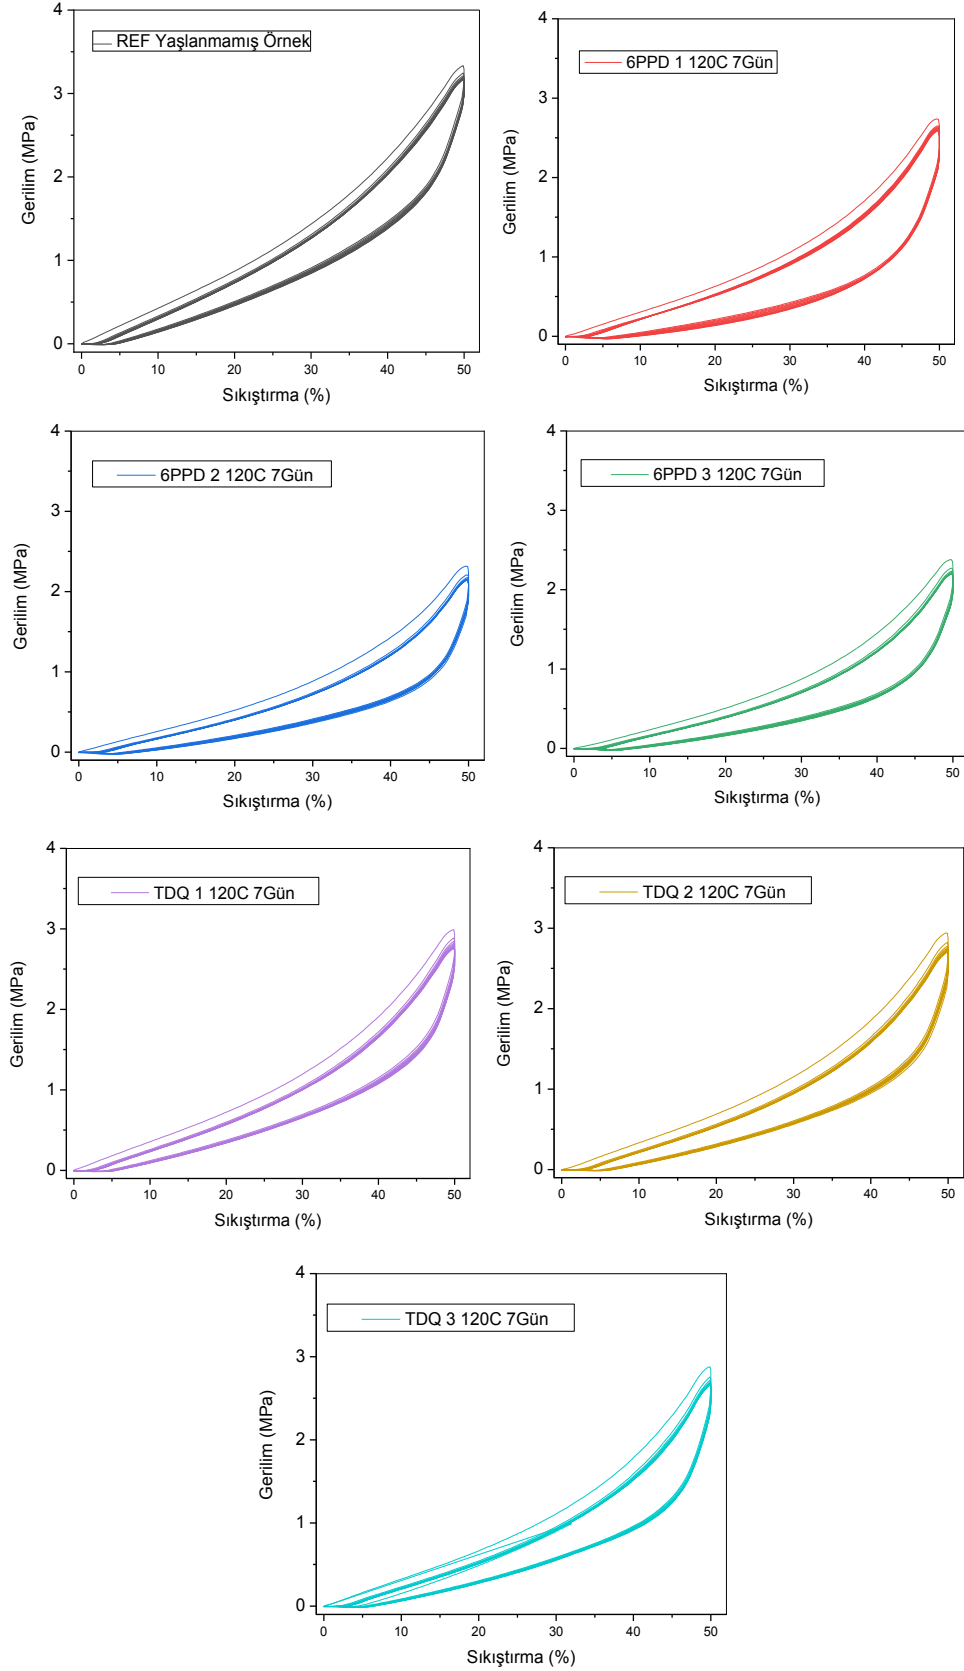 REF Yaşlanmamış Örnek
Gerilim (MPa)
4
3
2
1
0
0 10 20 30 40 50
Sıkıştırma (%)
6PPD 1 120C 7Gün
Gerilim (MPa)
4
3
2
1
0
0 10 20 30 40 50
Sıkıştırma (%)
6PPD 2 120C 7Gün
Gerilim (MPa)
4
3
2
1
0
0 10 20 30 40 50
Sıkıştırma (%)
6PPD 3 120C 7Gün
Gerilim (MPa)
4
3
2
1
0
0 10 20 30 40 50
Sıkıştırma (%)
TDQ 1 120C 7Gün
Gerilim (MPa)
4
3
2
1
0
0 10 20 30 40 50
Sıkıştırma (%)
TDQ 2 120C 7Gün
Gerilim (MPa)
4
3
2
1
0
0 10 20 30 40 50
Sıkıştırma (%)
TDQ 3 120C 7Gün
Gerilim (MPa)
4
3
2
1
0
0 10 20 30 40 50
Sıkıştırma (%)